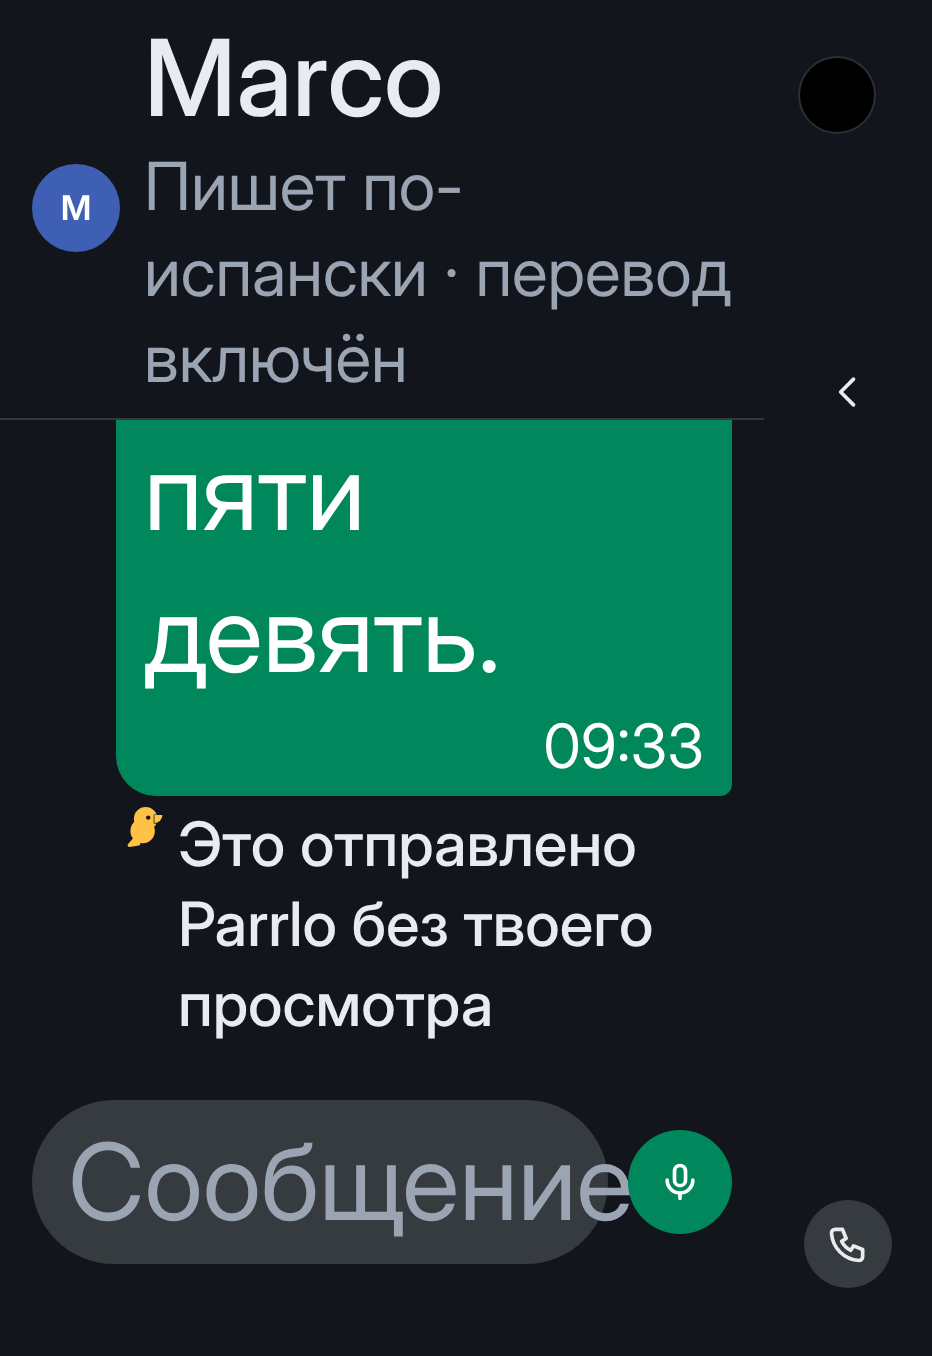 Marco
M
Пишет по-
испански · перевод
включён
пяти
девять.
09:33
Это отправлено
Parrlo без твоего
просмотра
Сообщение